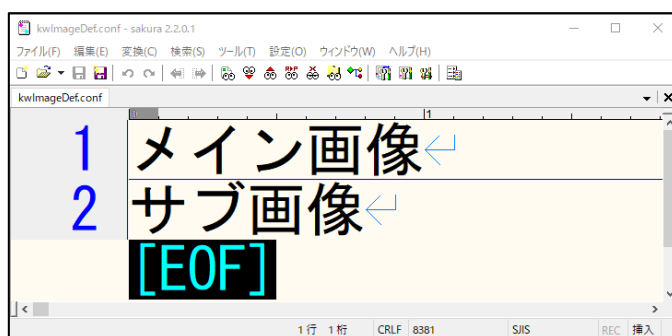 kwImageDef.conf - sakura 2.2.0.1
ファイル(F) 編集(E) 変換(C) 検索(S) ツール(T) 設定(O) ウィンドウ(W) ヘルプ(H)
kwImageDef.conf
0 1
1 メイン画像
2 サブ画像
[EOF]
1行 1桁 CRLF 8381 SJIS REC 挿入